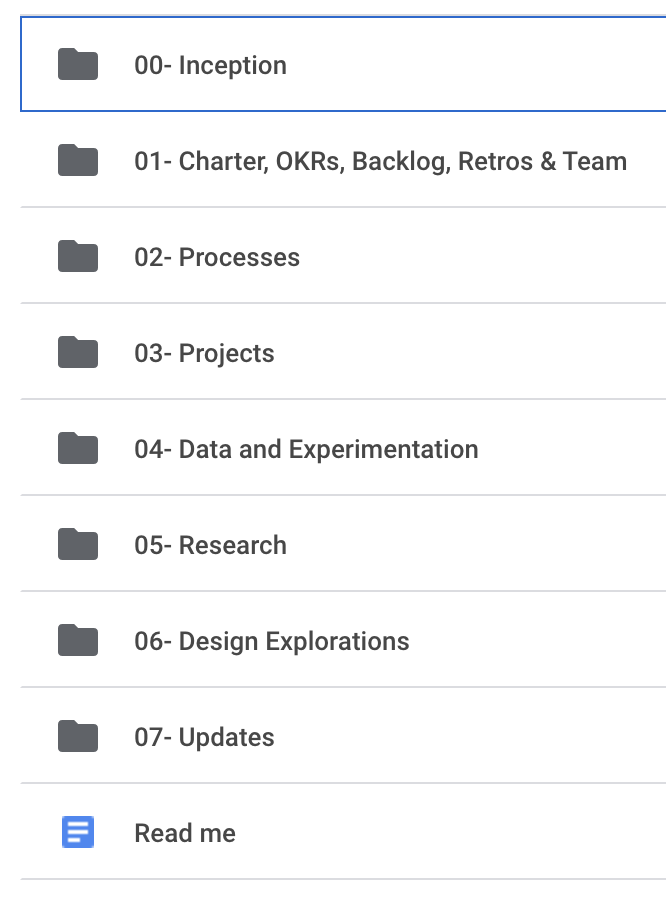 00- Inception
01- Charter, OKRs, Backlog, Retros & Team
02- Processes
03- Projects
04- Data and Experimentation
05- Research
06- Design Explorations
07- Updates
Read me